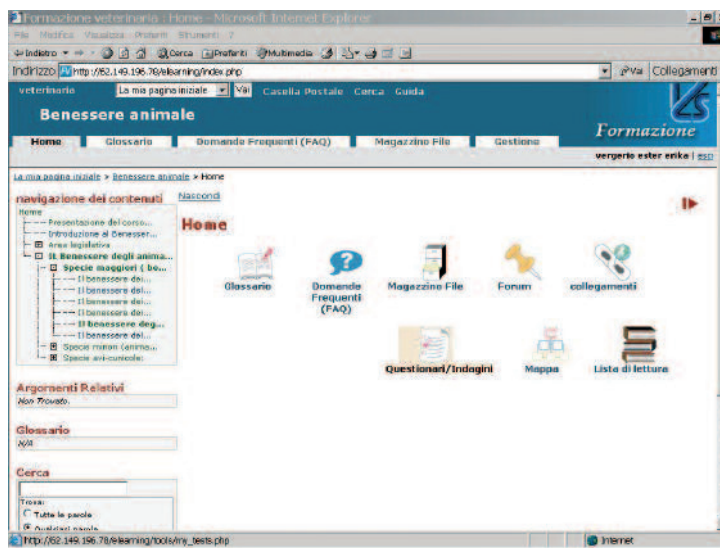 Formazione veterinaria : Home - Microsoft Internet Explorer
File Modifica Visualizza Preferiti Strumenti ?
Indietro Cerca Preferiti Multimedia
Indirizzo http://62.149.196.78/elearning/index.php Vai Collegamenti
veterinaria La mia pagina iniziale Vai Casella Postale Cerca Guida
Benessere animale
Formazione
Home Glossario Domande Frequenti (FAQ) Magazzino File Gestione
vergerio ester erika | esci
La mia pagina iniziale > Benessere animale > Home
navigazione dei contenuti
Nascondi
Home
Presentazione del corso...
Introduzione al Benesser...
Area legislativa
Il Benessere degli anima...
Specie maggiori ( bo...
Il benessere dei...
Il benessere dei...
Il benessere dei...
Il benessere dei...
Il benessere deg...
Il benessere del...
Specie minori (anima...
Specie avi-cunicole:
Home
Glossario
Domande Frequenti (FAQ)
Magazzino File
Forum
collegamenti
Questionari/Indagini
Mappa
Lista di lettura
Argomenti Relativi
Non Trovato.
Glossario
N/A
Cerca
Trova:
Tutte le parole
Qualsiasi parola
http://62.149.196.78/elearning/tools/my_tests.php Internet